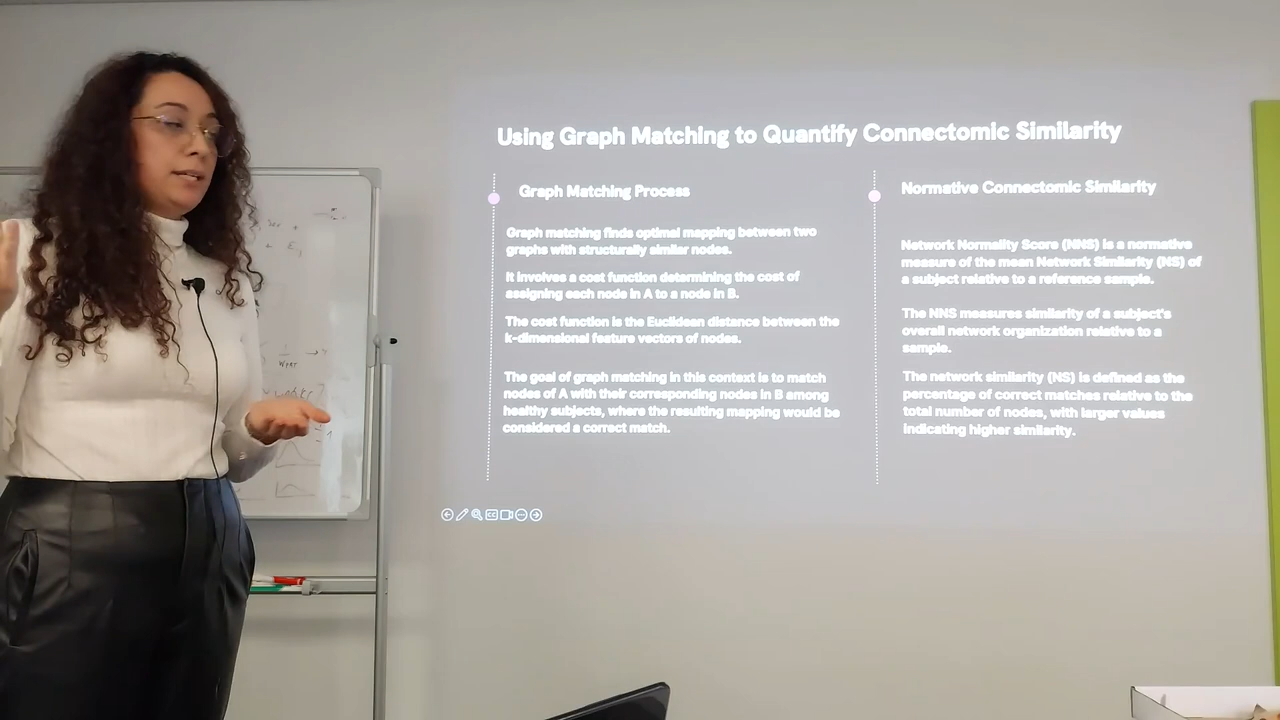 Using Graph Matching to Quantify Connectomic Similarity
Graph Matching Process
Graph matching finds optimal mapping between two
graphs with structurally similar nodes.
It involves a cost function determining the cost of
assigning each node in A to a node in B.
The cost function is the Euclidean distance between the
k-dimensional feature vectors of nodes.
The goal of graph matching in this context is to match
nodes of A with their corresponding nodes in B among
healthy subjects, where the resulting mapping would be
considered a correct match.
Normative Connectomic Similarity
Network Normality Score (NNS) is a normative
measure of the mean Network Similarity (NS) of
a subject relative to a reference sample.
The NNS measures similarity of a subject's
overall network organization relative to a
sample.
The network similarity (NS) is defined as the
percentage of correct matches relative to the
total number of nodes, with larger values
indicating higher similarity.